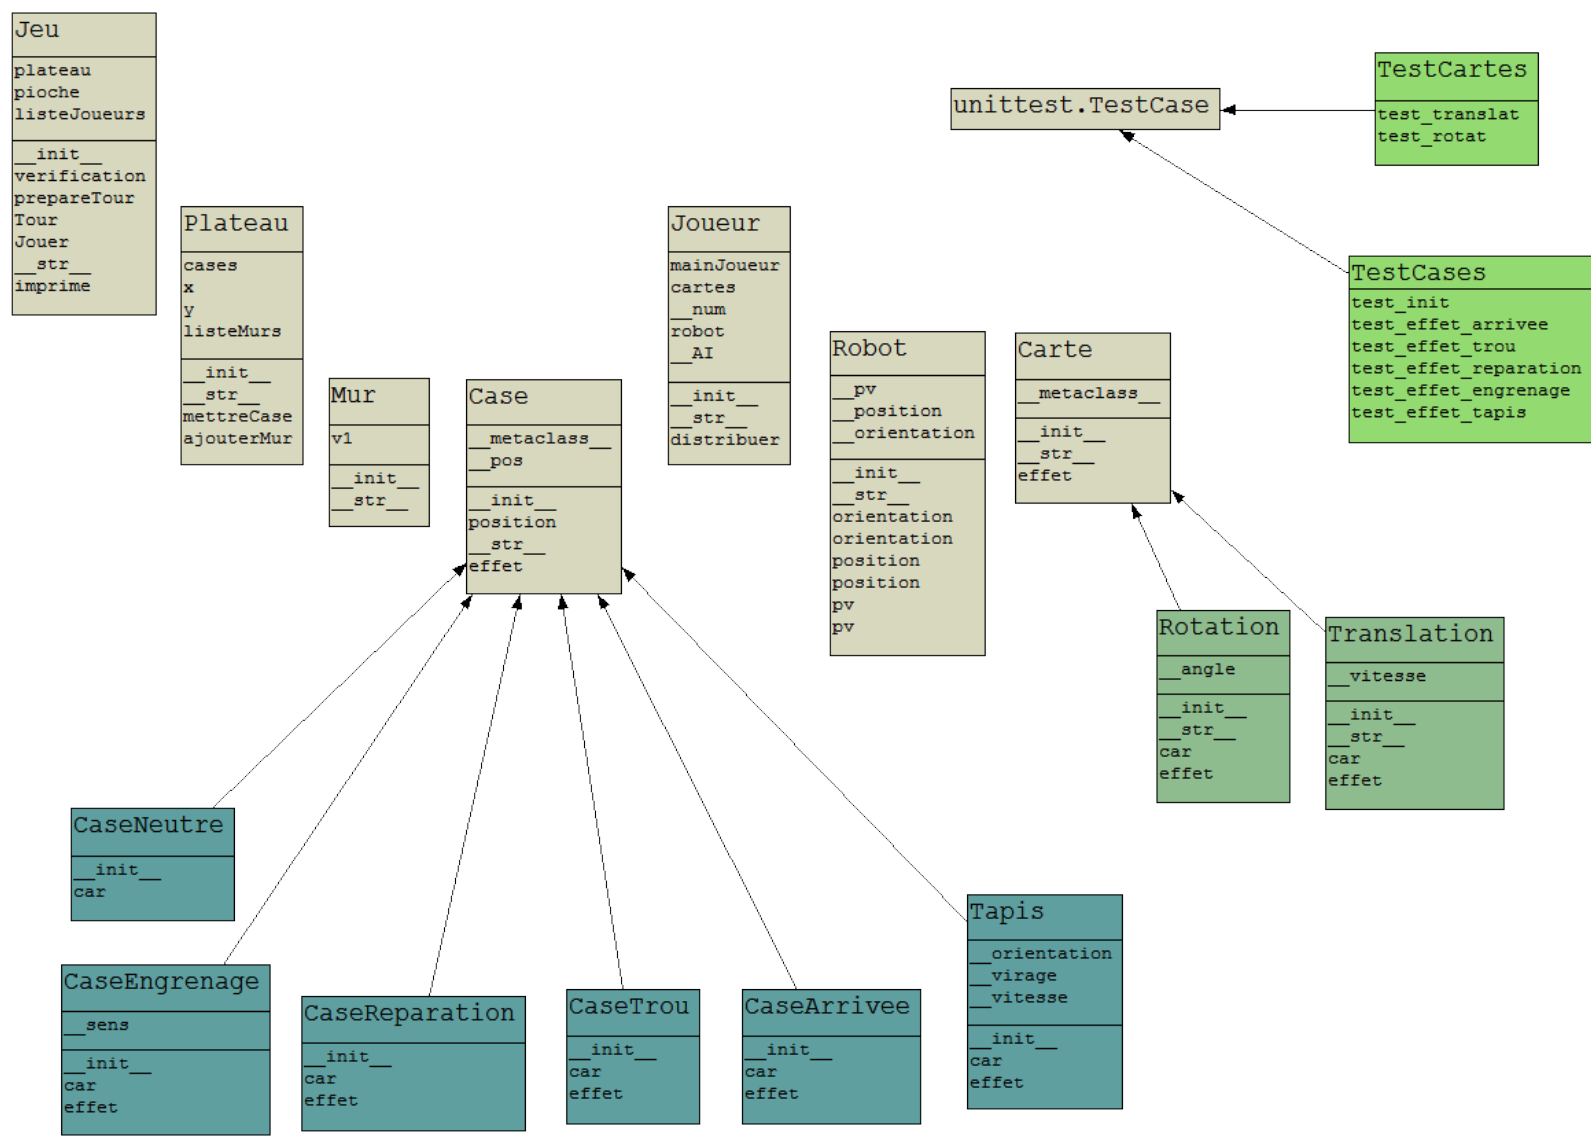 Jeu
plateau
pioche
listeJoueurs
__init__
verification
prepareTour
Tour
Jouer
__str__
imprime
Plateau
cases
x
y
listeMurs
__init__
__str__
mettreCase
ajouterMur
Mur
v1
__init__
__str__
Case
__metaclass__
__pos
__init__
position
__str__
effet
Joueur
mainJoueur
cartes
__num
robot
__AI
__init__
__str__
distribuer
Robot
__pv
__position
__orientation
__init__
__str__
orientation
orientation
position
position
pv
pv
Carte
__metaclass__
__init__
__str__
effet
unittest.TestCase
TestCartes
test_translat
test_rotat
TestCases
test_init
test_effet_arrivee
test_effet_trou
test_effet_reparation
test_effet_engrenage
test_effet_tapis
Rotation
__angle
__init__
__str__
car
effet
Translation
__vitesse
__init__
__str__
car
effet
CaseNeutre
__init__
car
CaseEngrenage
__sens
__init__
car
effet
CaseReparation
__init__
car
effet
CaseTrou
__init__
car
effet
CaseArrivee
__init__
car
effet
Tapis
__orientation
__virage
__vitesse
__init__
car
effet